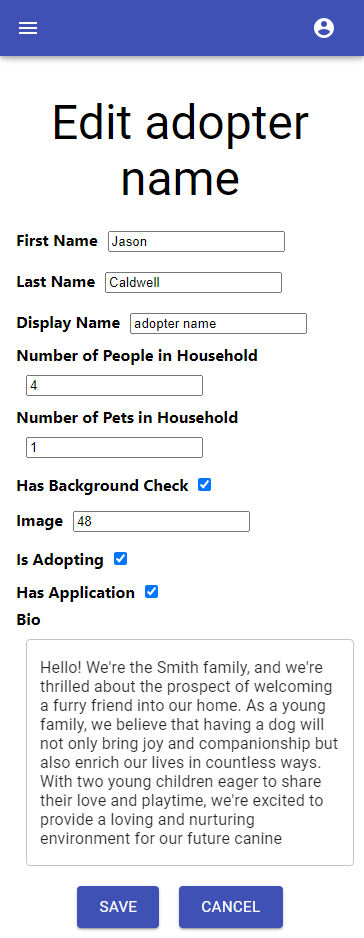 Edit adopter
name
First Name Jason
Last Name Caldwell
Display Name adopter name
Number of People in Household
4
Number of Pets in Household
1
Has Background Check
Image 48
Is Adopting
Has Application
Bio
Hello! We're the Smith family, and we're
thrilled about the prospect of welcoming
a furry friend into our home. As a young
family, we believe that having a dog will
not only bring joy and companionship but
also enrich our lives in countless ways.
With two young children eager to share
their love and playtime, we're excited to
provide a loving and nurturing
environment for our future canine
SAVE CANCEL